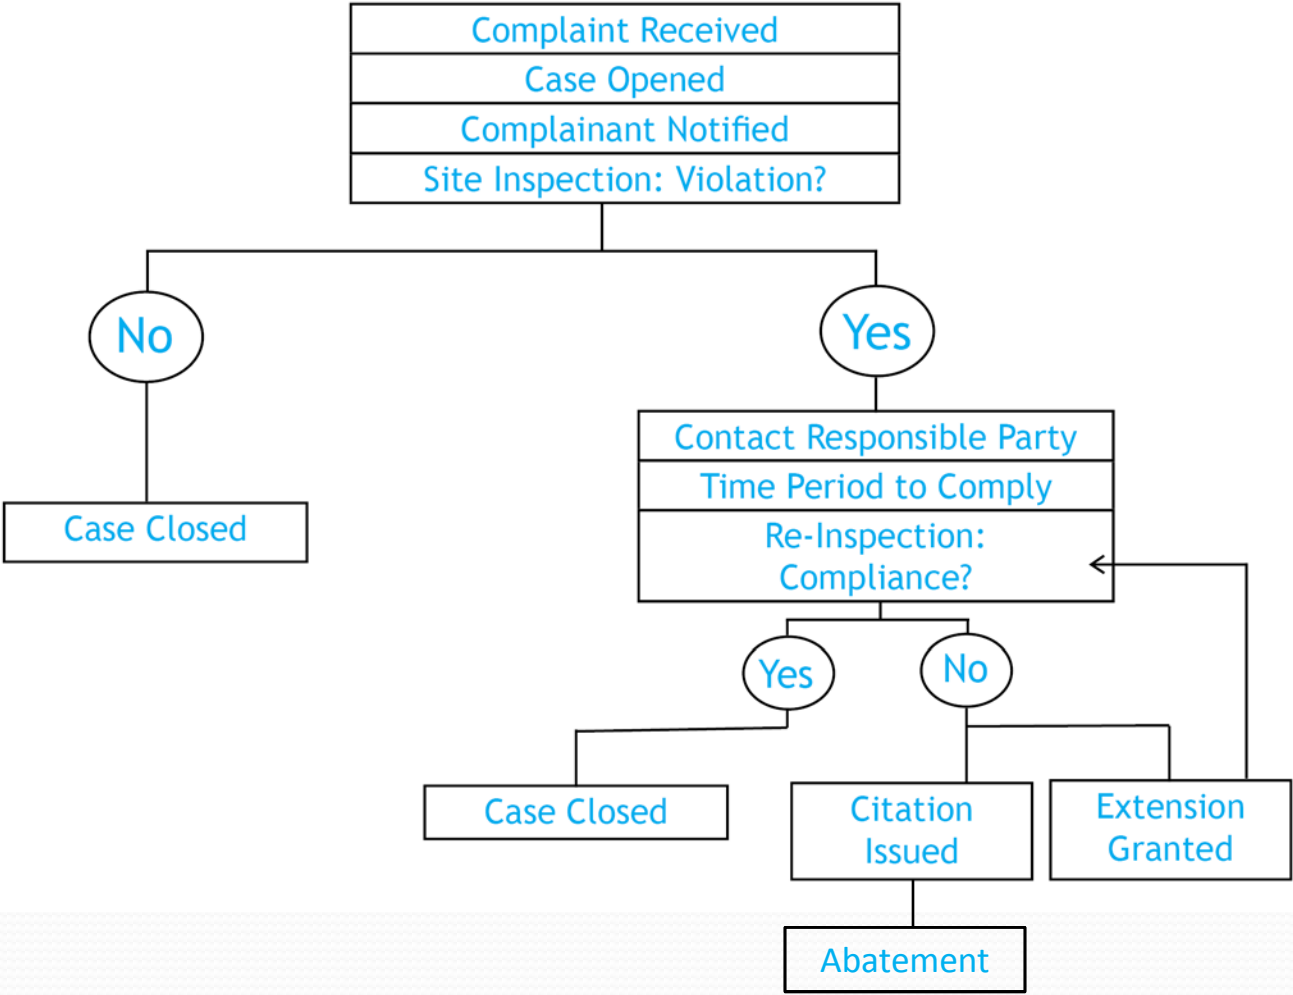 Complaint Received
Case Opened
Complainant Notified
Site Inspection: Violation?
No
Yes
Case Closed
Contact Responsible Party
Time Period to Comply
Re-Inspection:
Compliance?
Yes
No
Case Closed
Citation
Issued
Extension
Granted
Abatement